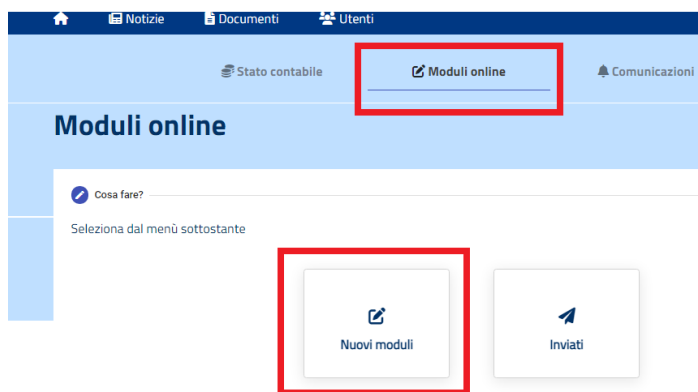 Notizie Documenti Utenti
Stato contabile Moduli online Comunicazioni
Moduli online
Cosa fare?
Seleziona dal menù sottostante
Nuovi moduli Inviati